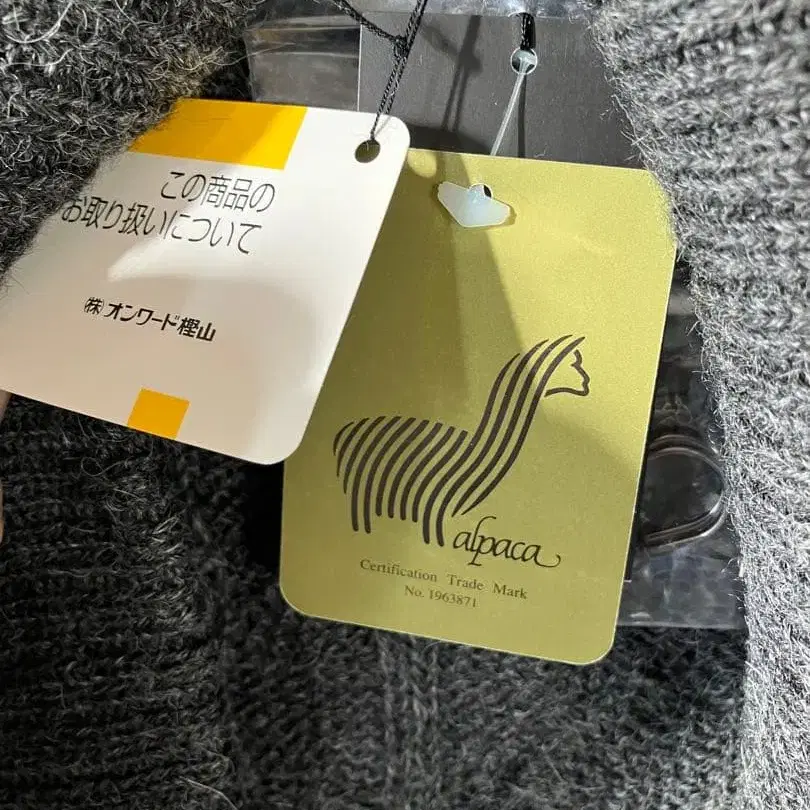 この商品の
お取り扱いについて
㈱オンワード樫山
alpaca
Certification Trade Mark
No. 1963871